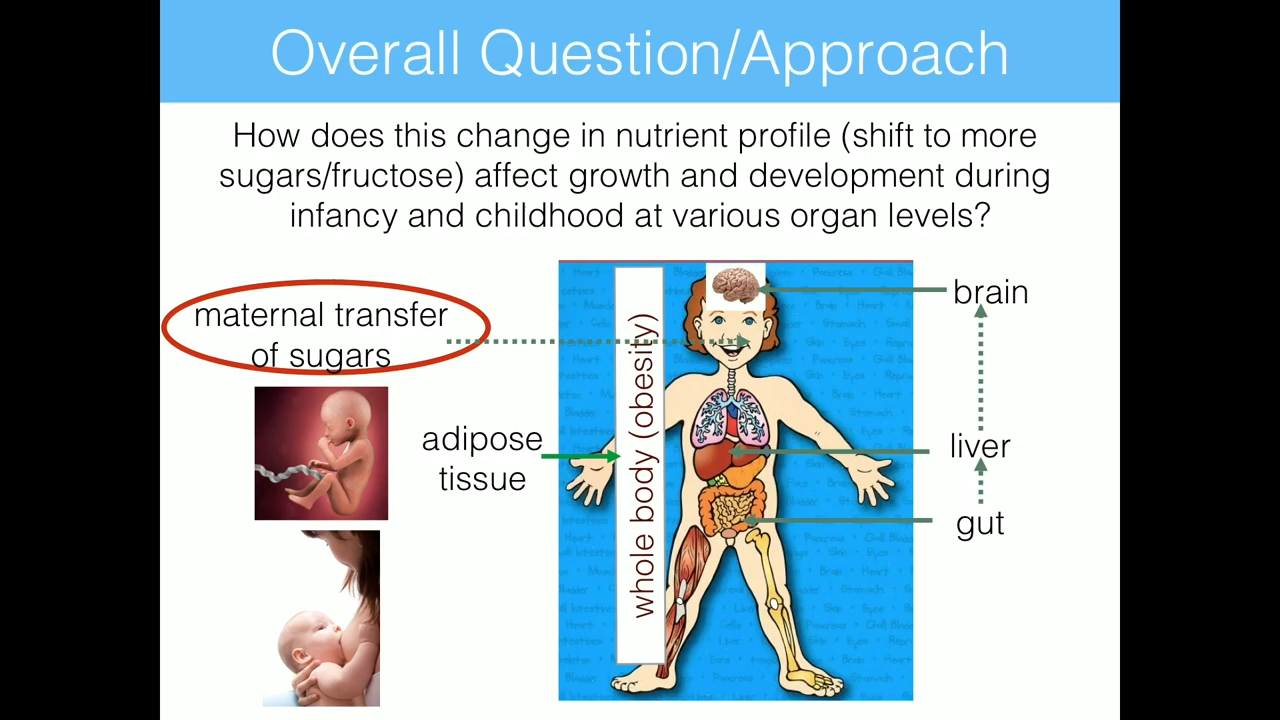 Overall Question/Approach
How does this change in nutrient profile (shift to more
sugars/fructose) affect growth and development during
infancy and childhood at various organ levels?
maternal transfer
of sugars
adipose
tissue
whole body (obesity)
brain
liver
gut